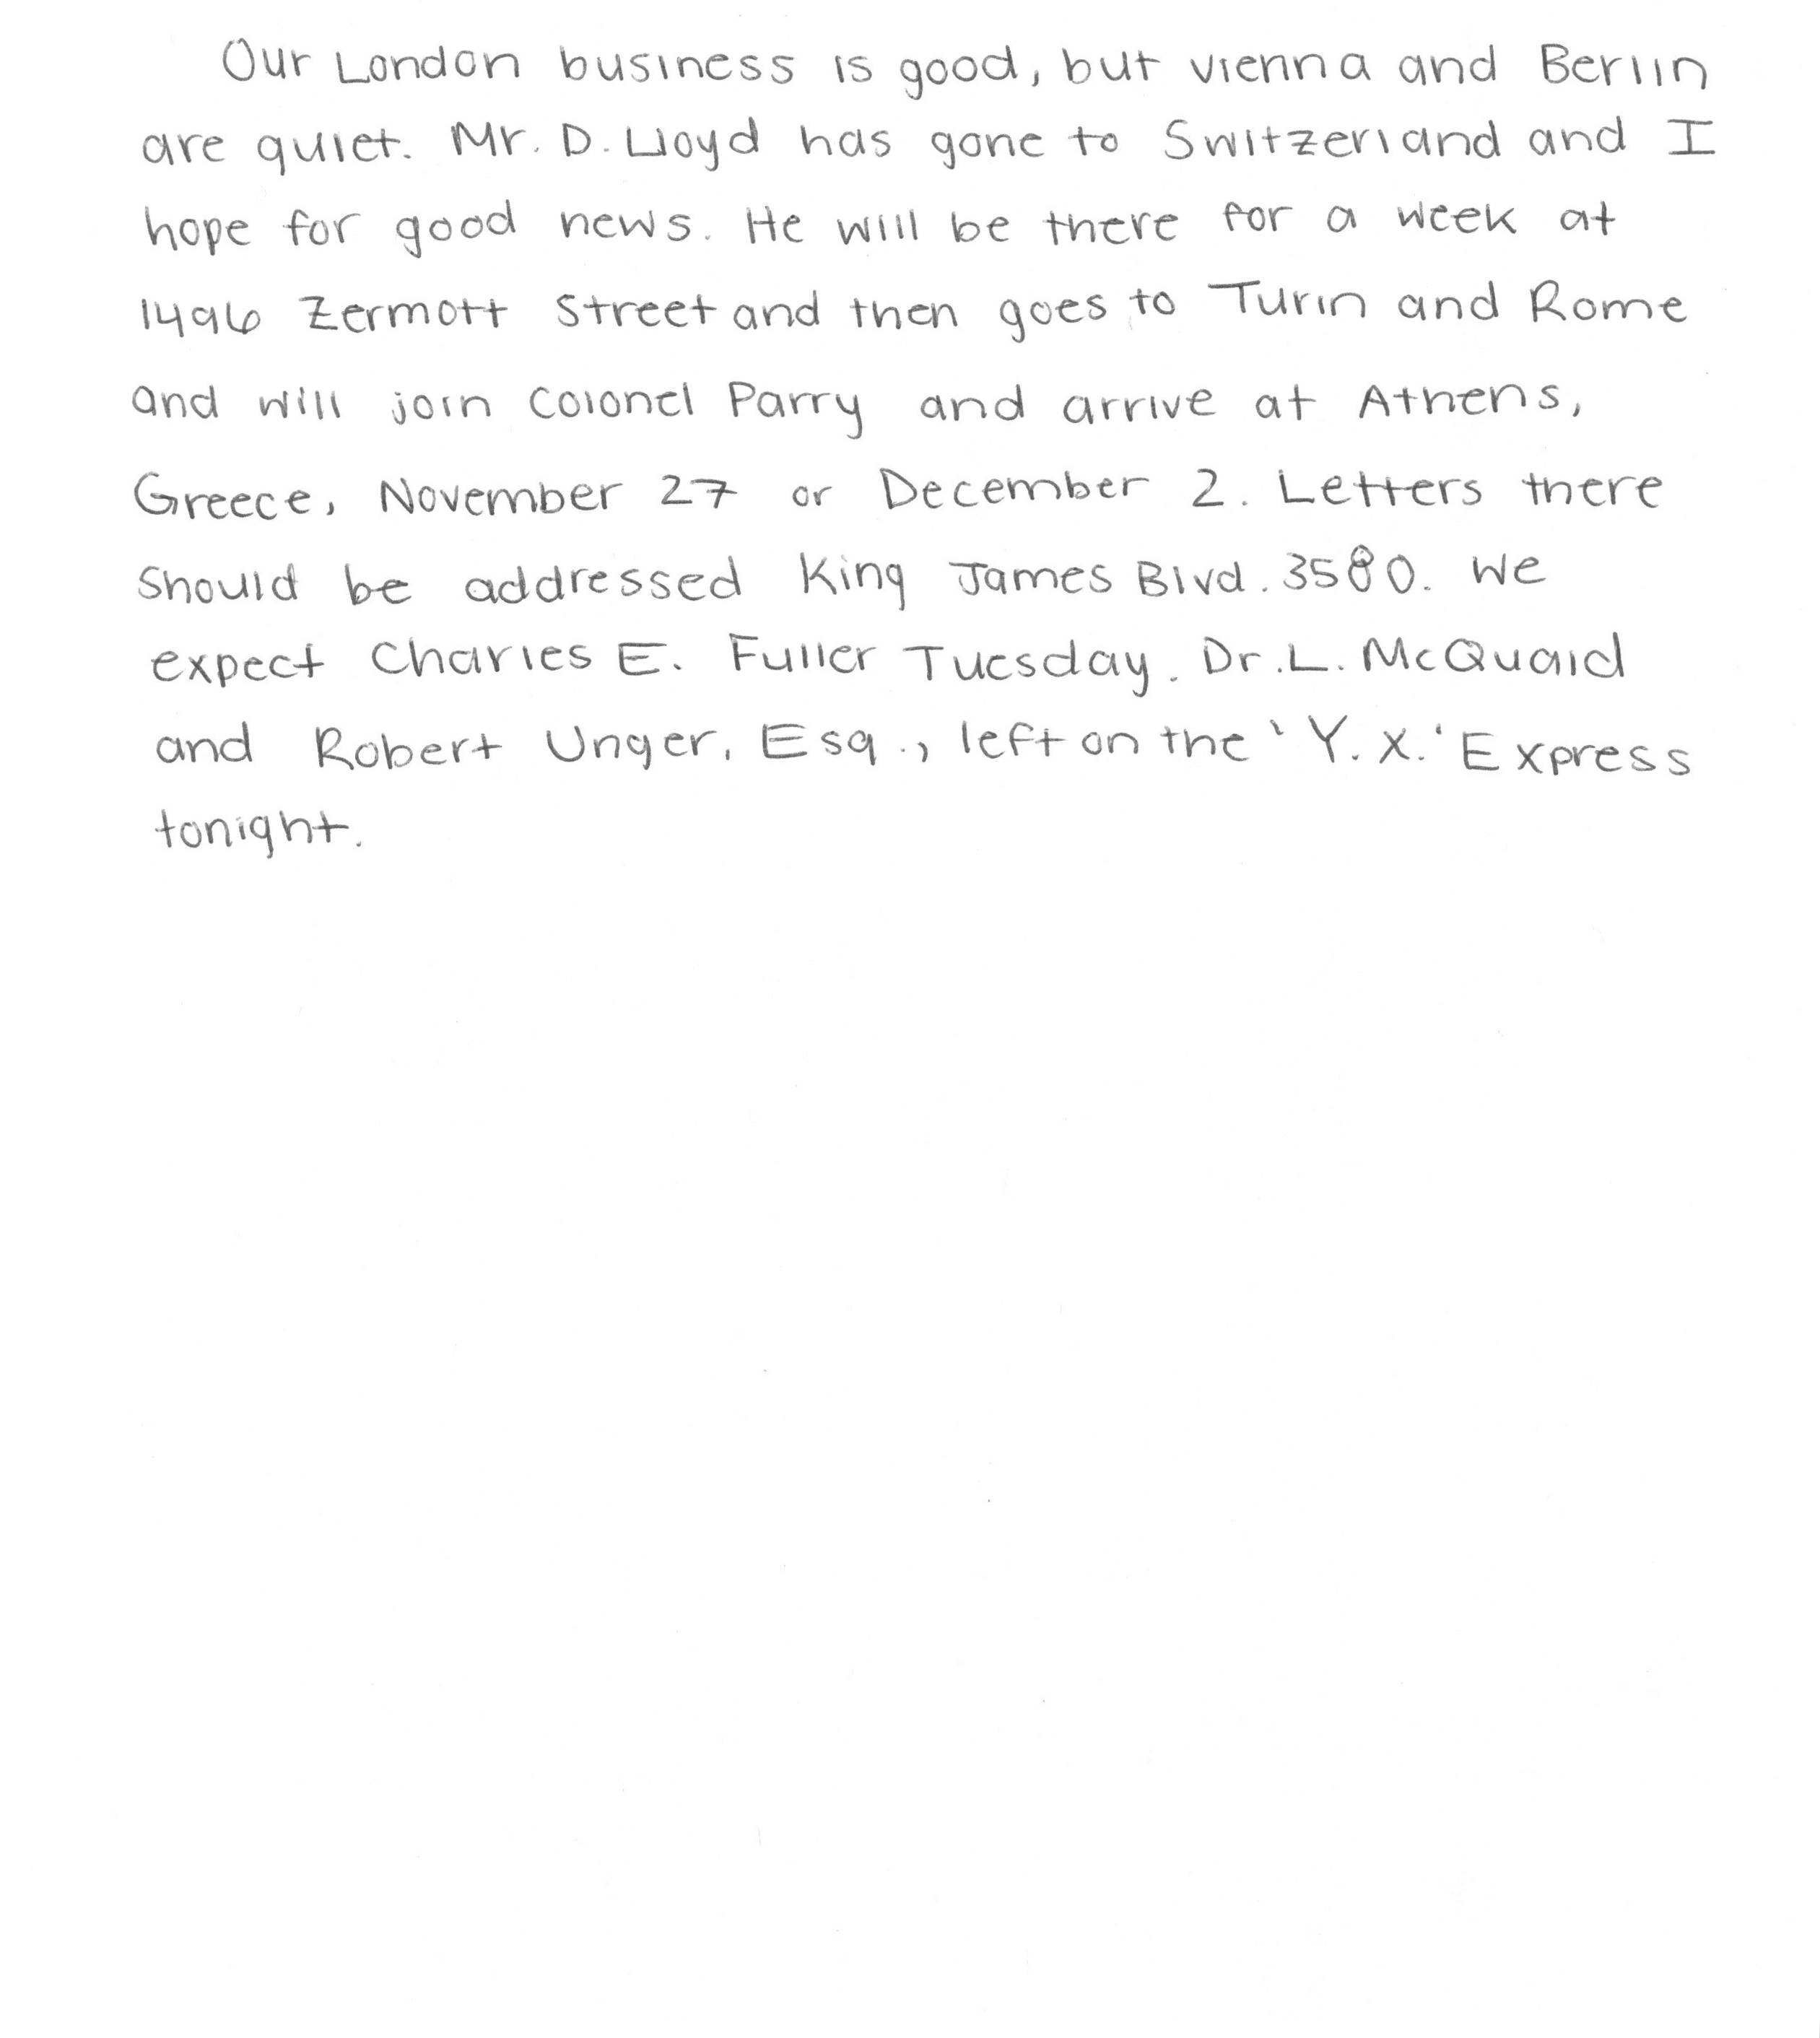 Our London business is good, but vienna and Berlin
are quiet. Mr. D. Lloyd has gone to Switzerland and I
hope for good news. He will be there for a week at
1496 Zermott Street and then goes to Turin and Rome
and will join Colonel Parry and arrive at Athens,
Greece, November 27 or December 2. Letters there
should be addressed King James Blvd. 3580. We
expect Charles E. Fuller Tuesday. Dr. L. McQuaid
and Robert Unger, Esq., left on the 'Y. X.' Express
tonight.